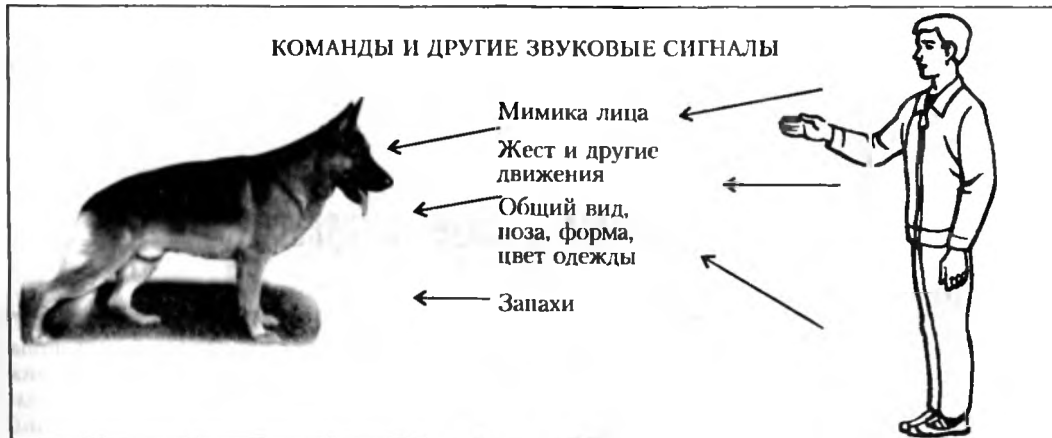 КОМАНДЫ И ДРУГИЕ ЗВУКОВЫЕ СИГНАЛЫ
Мимика лица
Жест и другие
движения
Общий вид,
поза, форма,
цвет одежды
Запахи